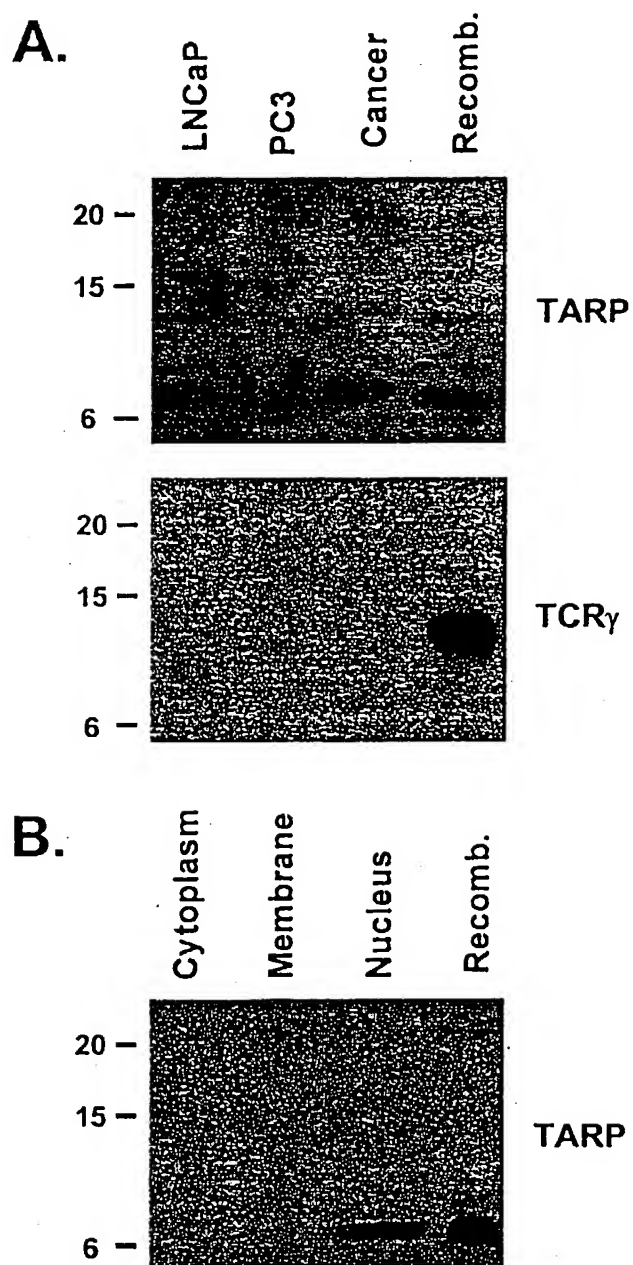 A.
LNCaP
PC3
Cancer
Recomb.
20
15
6
TARP
20
15
6
TCRγ
B.
Cytoplasm
Membrane
Nucleus
Recomb.
20
15
6
TARP